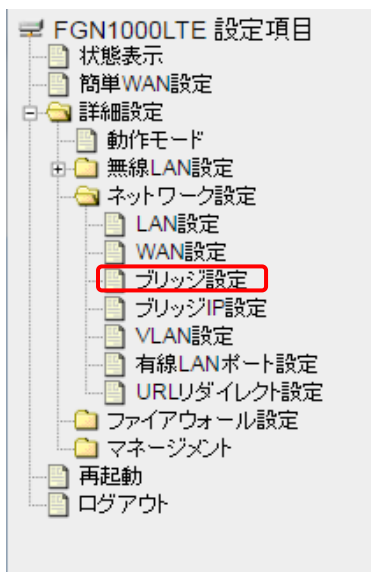 FGN1000LTE 設定項目
状態表示
簡単WAN設定
詳細設定
動作モード
無線LAN設定
ネットワーク設定
LAN設定
WAN設定
ブリッジ設定
ブリッジIP設定
VLAN設定
有線LANポート設定
URLリダイレクト設定
ファイアウォール設定
マネージメント
再起動
ログアウト